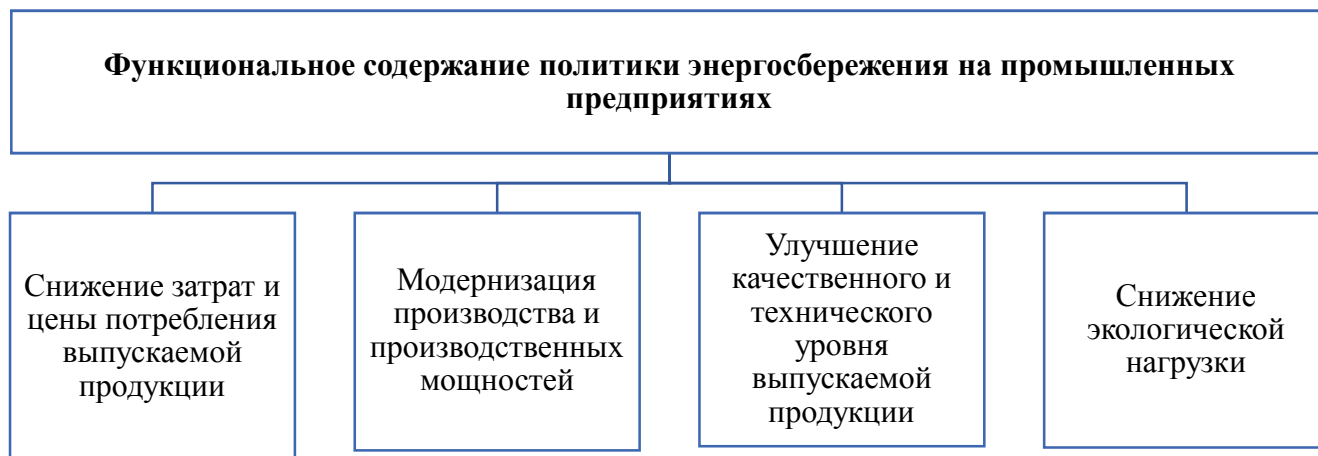 Функциональное содержание политики энергосбережения на промышленных
предприятиях
Снижение затрат и
цены потребления
выпускаемой
продукции
Модернизация
производства и
производственных
мощностей
Улучшение
качественного и
технического
уровня
выпускаемой
продукции
Снижение
экологической
нагрузки